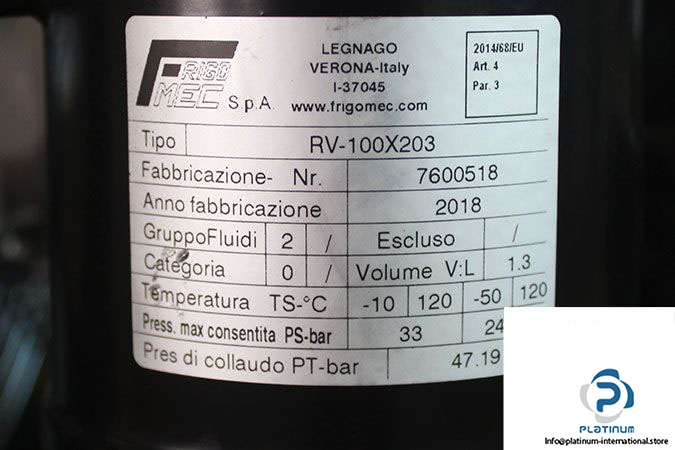 FRIGO
MEC S.p.A.
LEGNAGO
VERONA-Italy
I-37045
www.frigomec.com
2014/68/EU
Art. 4
Par. 3
Tipo RV-100X203
Fabbricazione- Nr. 7600518
Anno fabbricazione 2018
GruppoFluidi 2 / Escluso /
Categoria 0 / Volume V:L 1.3
Temperatura TS-°C -10 120 -50 120
Press. max consentita PS-bar 33 24
Pres di collaudo PT-bar 47.19
PLATINUM
Info@platinum-international.store